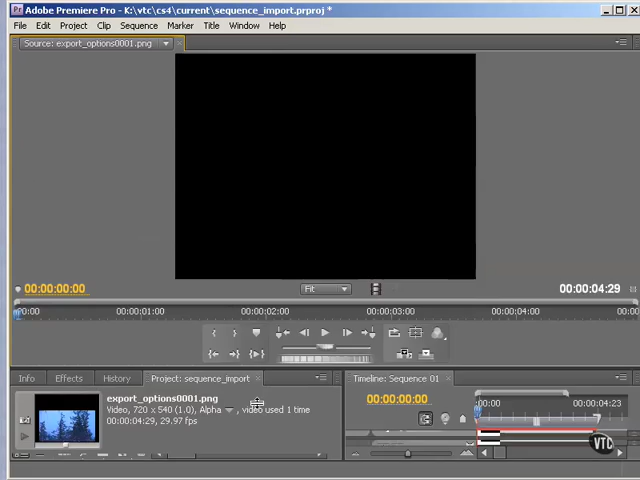 Pr Adobe Premiere Pro - K:\vtc\cs4\current\sequence_import.prproj *
File Edit Project Clip Sequence Marker Title Window Help
Source: export_options0001.png
00:00:00:00 Fit 00:00:04:29
00:00 00:00:01:00 00:00:02:00 00:00:03:00 00:00:04:00
Info Effects History Project: sequence_import Timeline: Sequence 01
export_options0001.png
Video, 720 x 540 (1.0), Alpha , video used 1 time
00:00:04:29, 29.97 fps
00:00:00:00 00:00 00:00:04:23
VTC